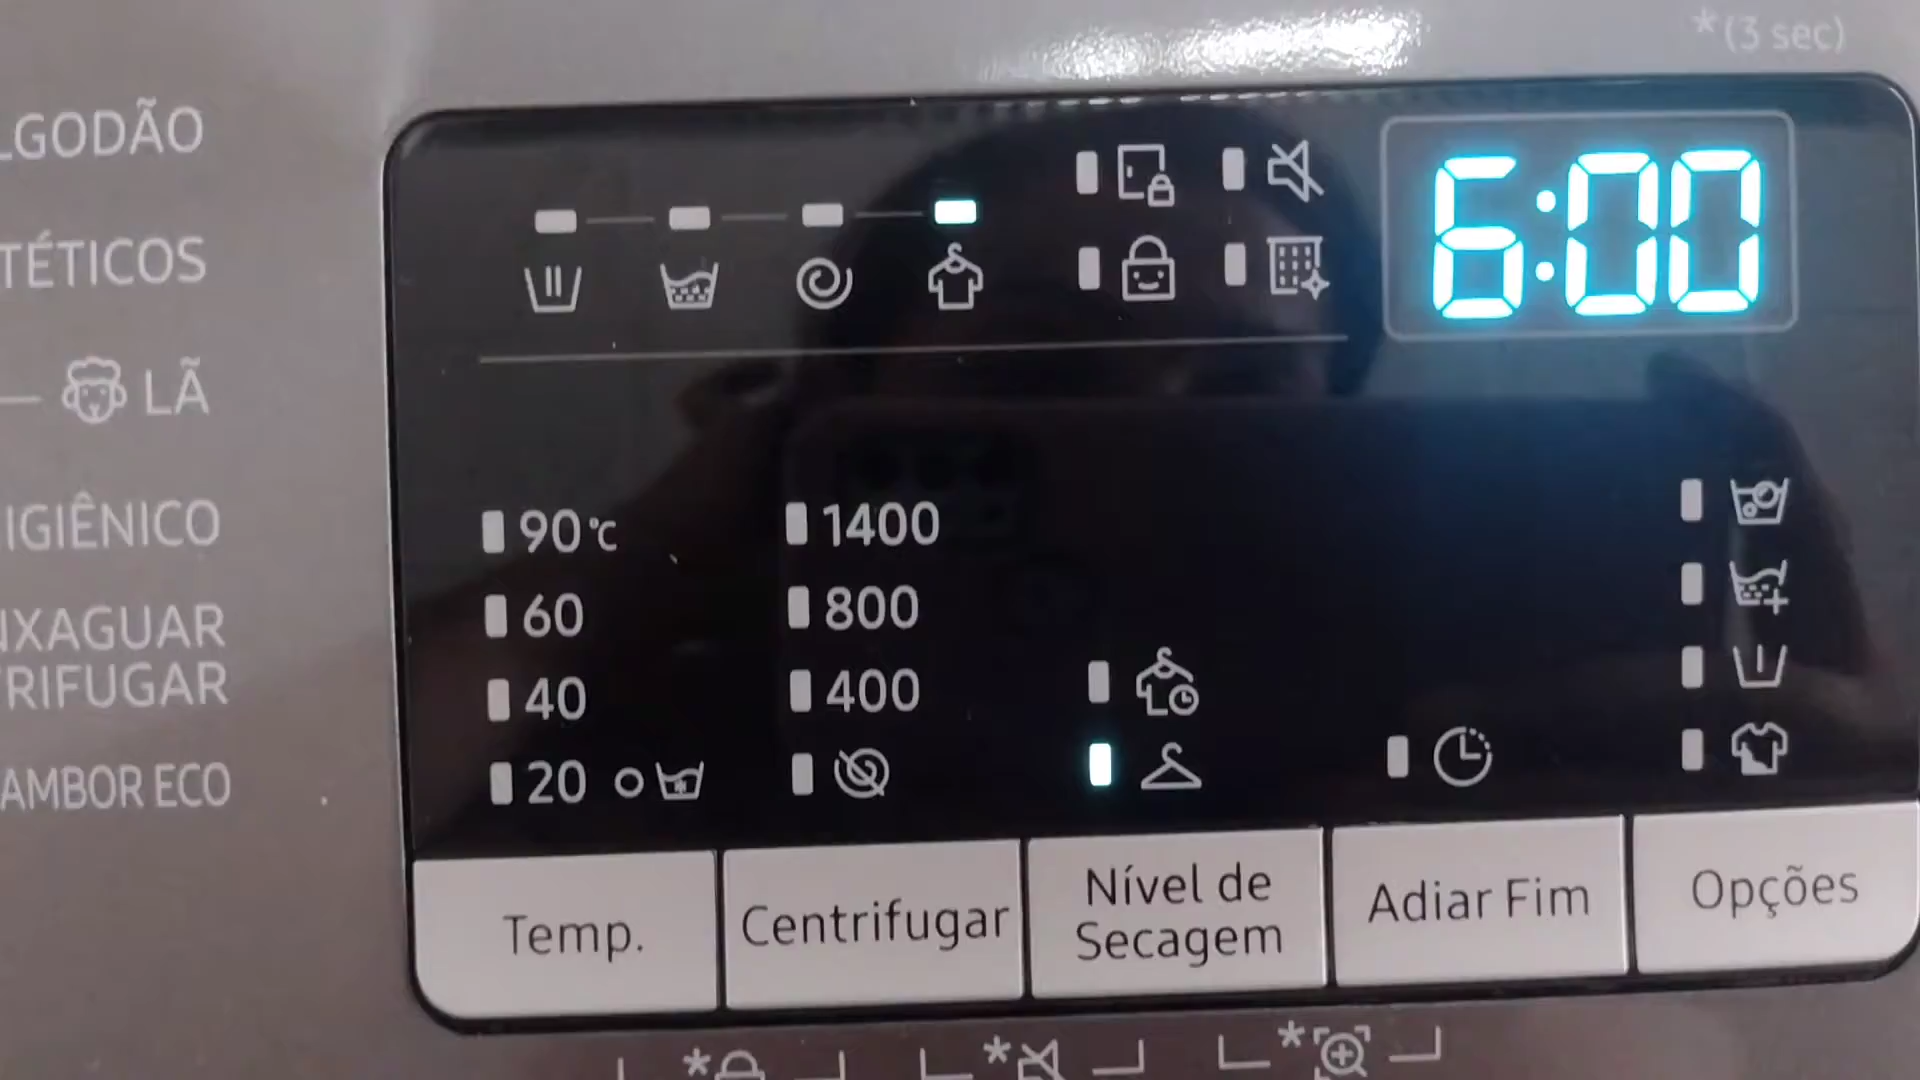 *(3 sec)
LGODÃO
TÉTICOS
LÃ
IGIÊNICO
NXAGUAR
TRIFUGAR
AMBOR ECO
6:00
90°C
60
40
20
1400
800
400
Temp.
Centrifugar
Nível de
Secagem
Adiar Fim
Opções
*
*
*